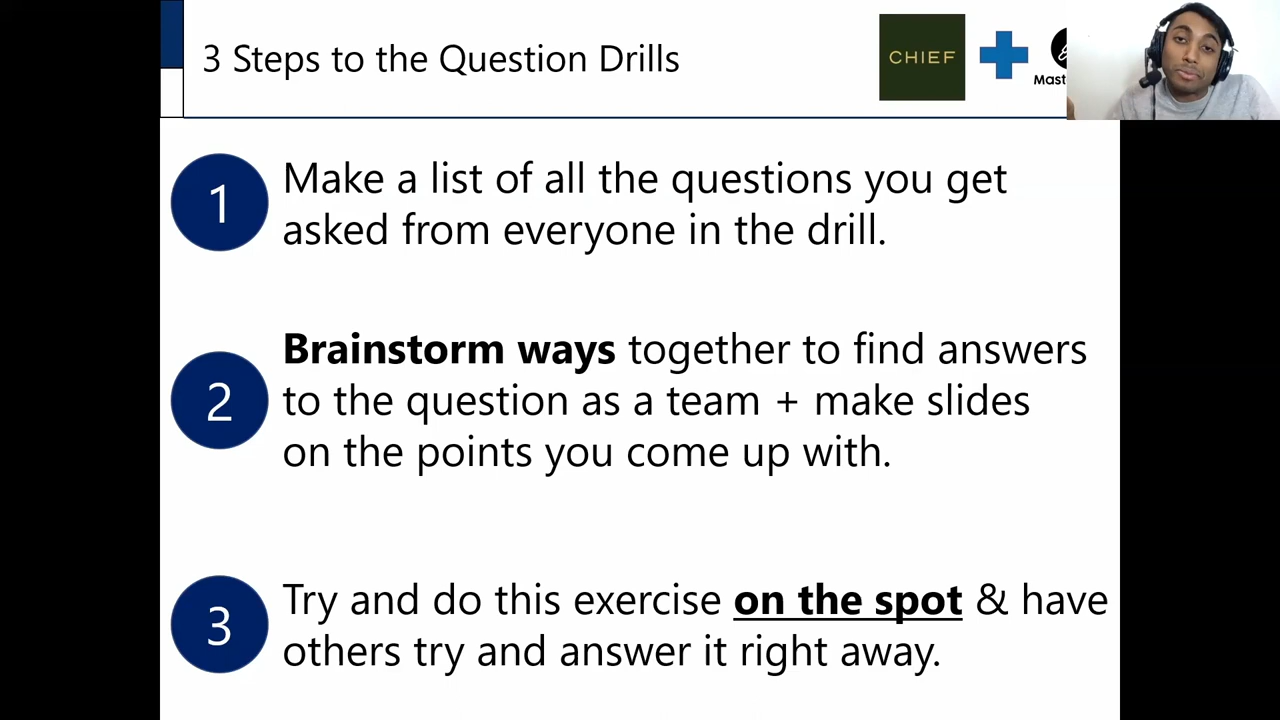 3 Steps to the Question Drills
CHIEF
1
Make a list of all the questions you get
asked from everyone in the drill.
2
Brainstorm ways together to find answers
to the question as a team + make slides
on the points you come up with.
3
Try and do this exercise on the spot & have
others try and answer it right away.